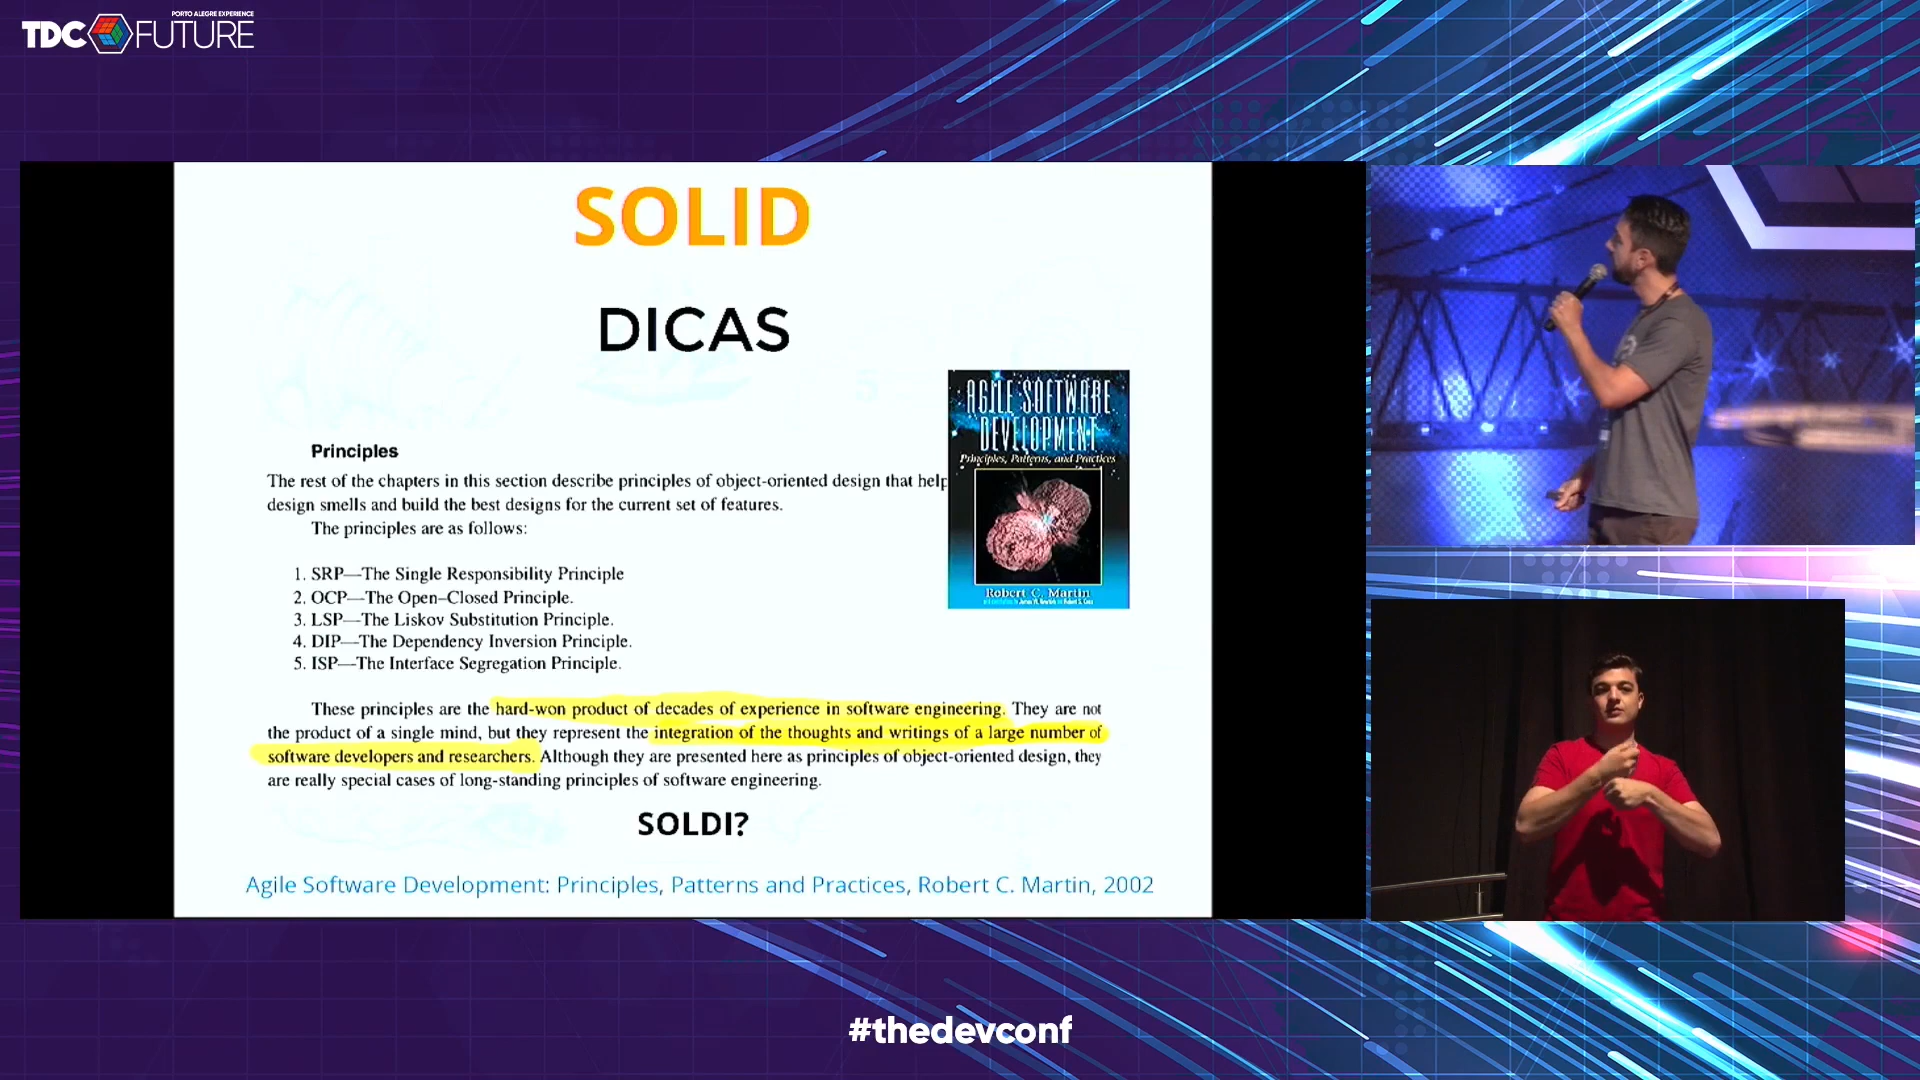 PORTO ALEGRE EXPERIENCE
TDC FUTURE
SOLID
DICAS
AGILE SOFTWARE
DEVELOPMENT
Principles, Patterns, and Practices
Robert C. Martin
Principles
The rest of the chapters in this section describe principles of object-oriented design that help
design smells and build the best designs for the current set of features.
The principles are as follows:
1. SRP—The Single Responsibility Principle
2. OCP—The Open–Closed Principle.
3. LSP—The Liskov Substitution Principle.
4. DIP—The Dependency Inversion Principle.
5. ISP—The Interface Segregation Principle.
These principles are the hard-won product of decades of experience in software engineering. They are not
the product of a single mind, but they represent the integration of the thoughts and writings of a large number of
software developers and researchers. Although they are presented here as principles of object-oriented design, they
are really special cases of long-standing principles of software engineering.
SOLDI?
Agile Software Development: Principles, Patterns and Practices, Robert C. Martin, 2002
#thedevconf